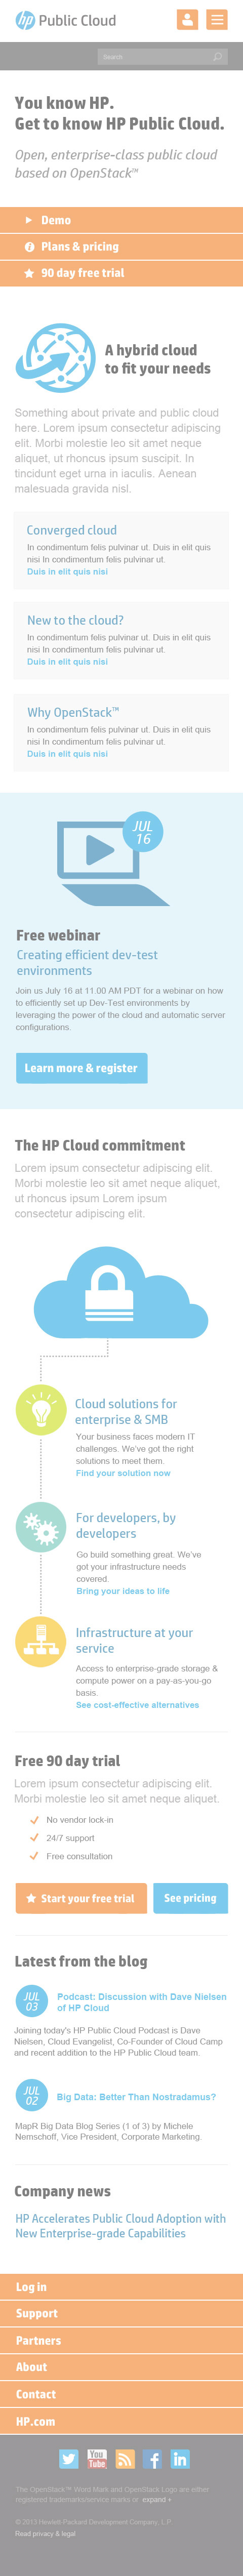 hp Public Cloud
Search
You know HP.
Get to know HP Public Cloud.
Open, enterprise-class public cloud
based on OpenStack™
Demo
Plans & pricing
90 day free trial
A hybrid cloud
to fit your needs
Something about private and public cloud
here. Lorem ipsum consectetur adipiscing
elit. Morbi molestie leo sit amet neque
aliquet, ut rhoncus ipsum suscipit. In
tincidunt eget urna in iaculis. Aenean
malesuada gravida nisl.
Converged cloud
In condimentum felis pulvinar ut. Duis in elit quis
nisi In condimentum felis pulvinar ut.
Duis in elit quis nisi
New to the cloud?
In condimentum felis pulvinar ut. Duis in elit quis
nisi In condimentum felis pulvinar ut.
Duis in elit quis nisi
Why OpenStack™
In condimentum felis pulvinar ut. Duis in elit quis
nisi In condimentum felis pulvinar ut.
Duis in elit quis nisi
JUL
16
Free webinar
Creating efficient dev-test
environments
Join us July 16 at 11.00 AM PDT for a webinar on how
to efficiently set up Dev-Test environments by
leveraging the power of the cloud and automatic server
configurations.
Learn more & register
The HP Cloud commitment
Lorem ipsum consectetur adipiscing elit.
Morbi molestie leo sit amet neque aliquet,
ut rhoncus ipsum Lorem ipsum
consectetur adipiscing elit.
Cloud solutions for
enterprise & SMB
Your business faces modern IT
challenges. We've got the right
solutions to meet them.
Find your solution now
For developers, by
developers
Go build something great. We've
got your infrastructure needs
covered.
Bring your ideas to life
Infrastructure at your
service
Access to enterprise-grade storage &
compute power on a pay-as-you-go
basis.
See cost-effective alternatives
Free 90 day trial
Lorem ipsum consectetur adipiscing elit.
Morbi molestie leo sit amet neque aliquet.
No vendor lock-in
24/7 support
Free consultation
Start your free trial
See pricing
Latest from the blog
JUL
03
Podcast: Discussion with Dave Nielsen
of HP Cloud
Joining today's HP Public Cloud Podcast is Dave
Nielsen, Cloud Evangelist, Co-Founder of Cloud Camp
and recent addition to the HP Public Cloud team.
JUL
02
Big Data: Better Than Nostradamus?
MapR Big Data Blog Series (1 of 3) by Michele
Nemschoff, Vice President, Corporate Marketing.
Company news
HP Accelerates Public Cloud Adoption with
New Enterprise-grade Capabilities
Log in
Support
Partners
About
Contact
HP.com
You Tube
The OpenStack™ Word Mark and OpenStack Logo are either
registered trademarks/service marks of expand
© 2013 Hewlett-Packard Development Company, L.P.
Read privacy & legal